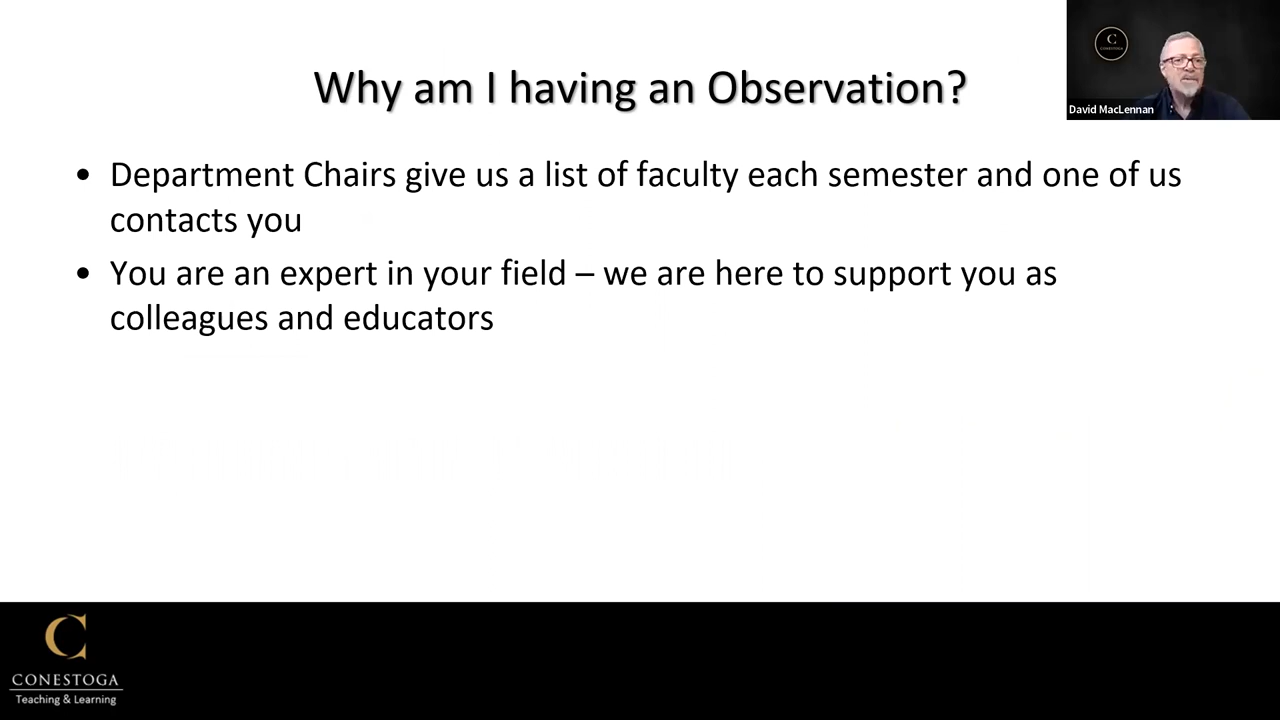 Why am I having an Observation?
C
CONESTOGA
David MacLennan
• Department Chairs give us a list of faculty each semester and one of us
contacts you
• You are an expert in your field – we are here to support you as
colleagues and educators
C
CONESTOGA
Teaching & Learning